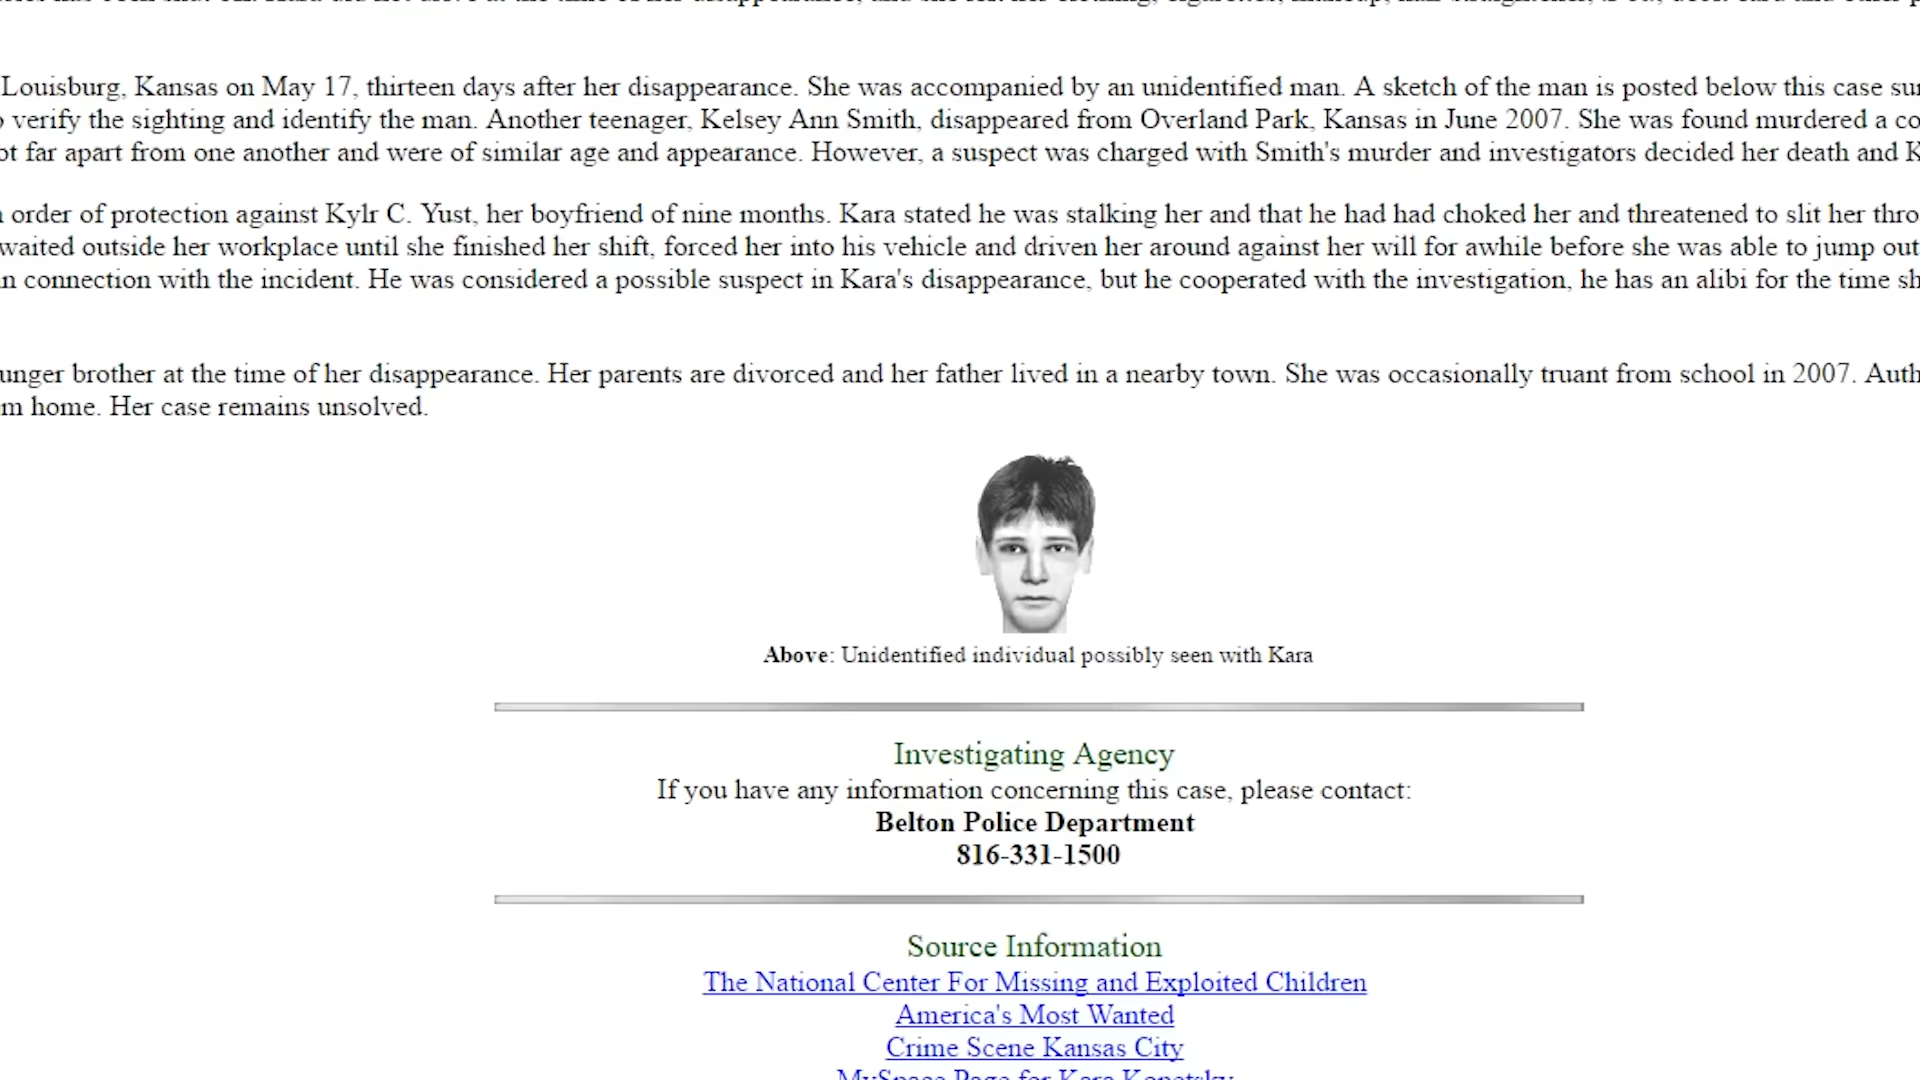 Louisburg, Kansas on May 17, thirteen days after her disappearance. She was accompanied by an unidentified man. A sketch of the man is posted below this case
verify the sighting and identify the man. Another teenager, Kelsey Ann Smith, disappeared from Overland Park, Kansas in June 2007. She was found murdered a
far apart from one another and were of similar age and appearance. However, a suspect was charged with Smith's murder and investigators decided her death and
order of protection against Kylr C. Yust, her boyfriend of nine months. Kara stated he was stalking her and that he had had choked her and threatened to slit her
waited outside her workplace until she finished her shift, forced her into his vehicle and driven her around against her will for awhile before she was able to jump out
in connection with the incident. He was considered a possible suspect in Kara's disappearance, but he cooperated with the investigation, he has an alibi for the time
unger brother at the time of her disappearance. Her parents are divorced and her father lived in a nearby town. She was occasionally truant from school in 2007.
m home. Her case remains unsolved.
Above: Unidentified individual possibly seen with Kara
Investigating Agency
If you have any information concerning this case, please contact:
Belton Police Department
816-331-1500
Source Information
The National Center For Missing and Exploited Children
America's Most Wanted
Crime Scene Kansas City
MySpace Page for Kara Kopetsky